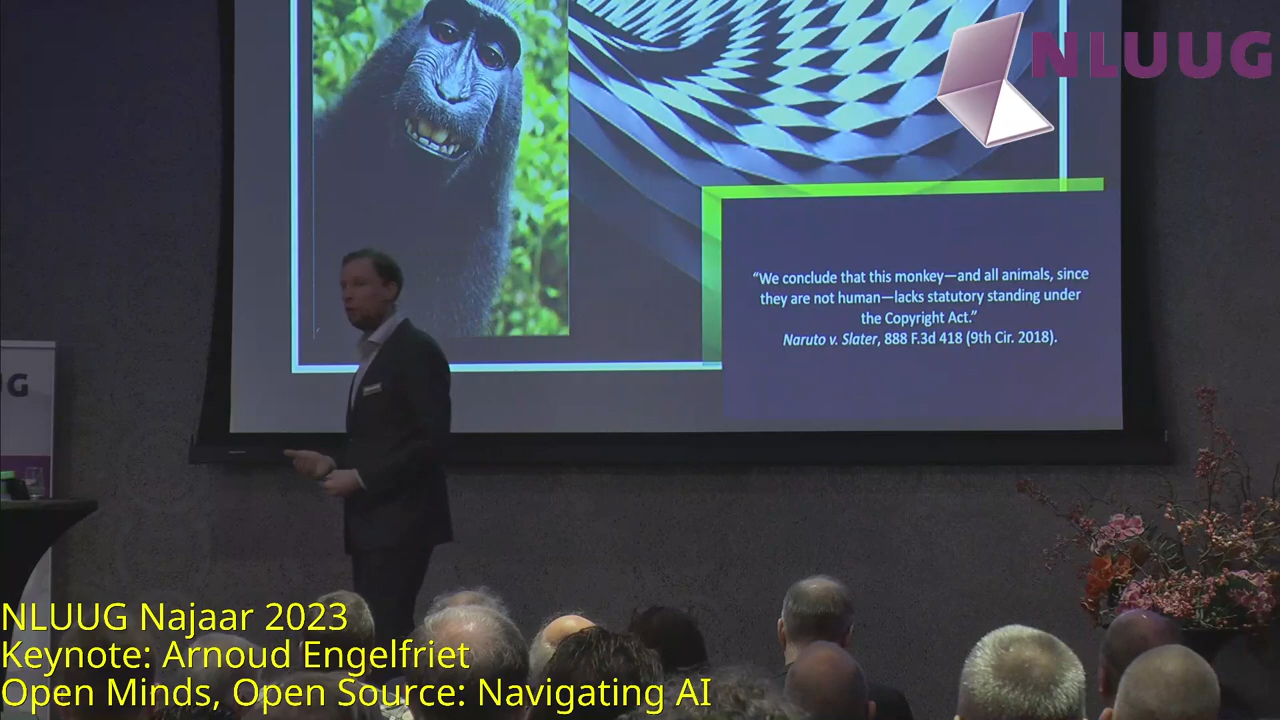 NLUUG
“We conclude that this monkey—and all animals, since
they are not human—lacks statutory standing under
the Copyright Act.”
Naruto v. Slater, 888 F.3d 418 (9th Cir. 2018).
UG
NLUUG Najaar 2023
Keynote: Arnoud Engelfriet
Open Minds, Open Source: Navigating AI